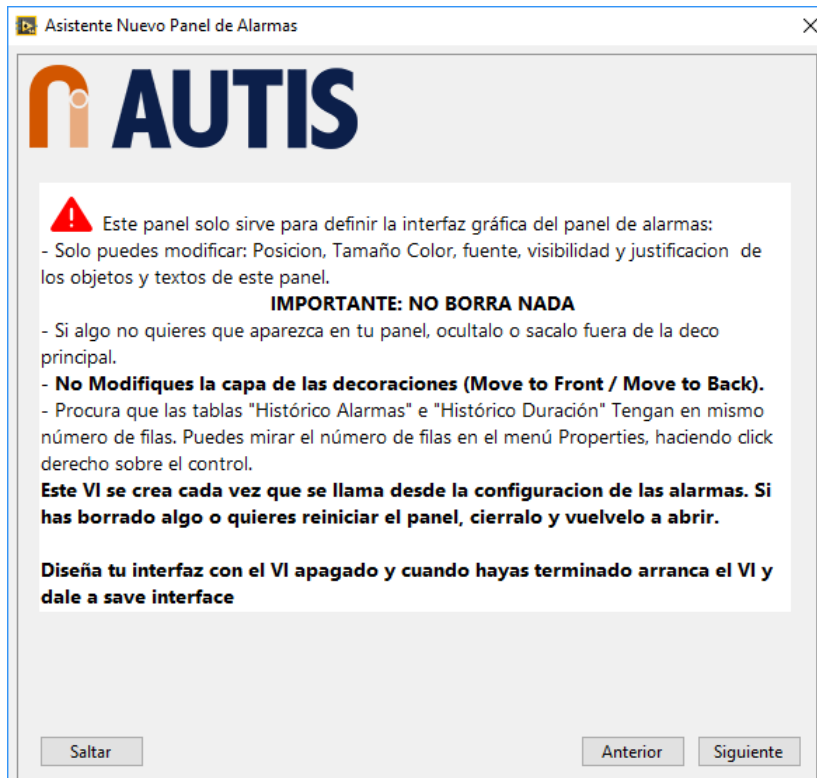 Asistente Nuevo Panel de Alarmas
ni AUTIS
Este panel solo sirve para definir la interfaz gráfica del panel de alarmas:
- Solo puedes modificar: Posicion, Tamaño Color, fuente, visibilidad y justificacion de
los objetos y textos de este panel.
IMPORTANTE: NO BORRA NADA
- Si algo no quieres que aparezca en tu panel, ocultalo o sacalo fuera de la deco
principal.
- No Modifiques la capa de las decoraciones (Move to Front / Move to Back).
- Procura que las tablas "Histórico Alarmas" e "Histórico Duración" Tengan en mismo
número de filas. Puedes mirar el número de filas en el menú Properties, haciendo click
derecho sobre el control.
Este VI se crea cada vez que se llama desde la configuracion de las alarmas. Si
has borrado algo o quieres reiniciar el panel, cierralo y vuelvelo a abrir.
Diseña tu interfaz con el VI apagado y cuando hayas terminado arranca el VI y
dale a save interface
Saltar
Anterior
Siguiente